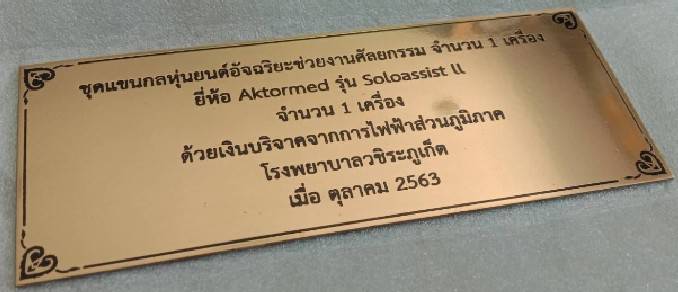 ชุดแขนกลหุ่นยนต์อัจฉริยะช่วยงานศัลยกรรม จำนวน 1 เครื่อง
ยี่ห้อ Aktormed รุ่น Soloassist ll
จำนวน 1 เครื่อง
ด้วยเงินบริจาคจากการไฟฟ้าส่วนภูมิภาค
โรงพยาบาลวชิระภูเก็ต
เมื่อ ตุลาคม 2563